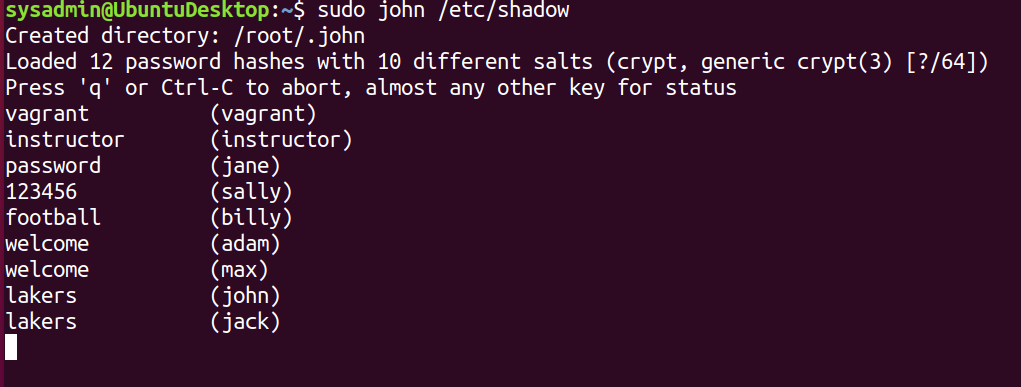 sysadmin@UbuntuDesktop:~$ sudo john /etc/shadow
Created directory: /root/.john
Loaded 12 password hashes with 10 different salts (crypt, generic crypt(3) [?/64])
Press 'q' or Ctrl-C to abort, almost any other key for status
vagrant          (vagrant)
instructor       (instructor)
password         (jane)
123456           (sally)
football         (billy)
welcome          (adam)
welcome          (max)
lakers           (john)
lakers           (jack)